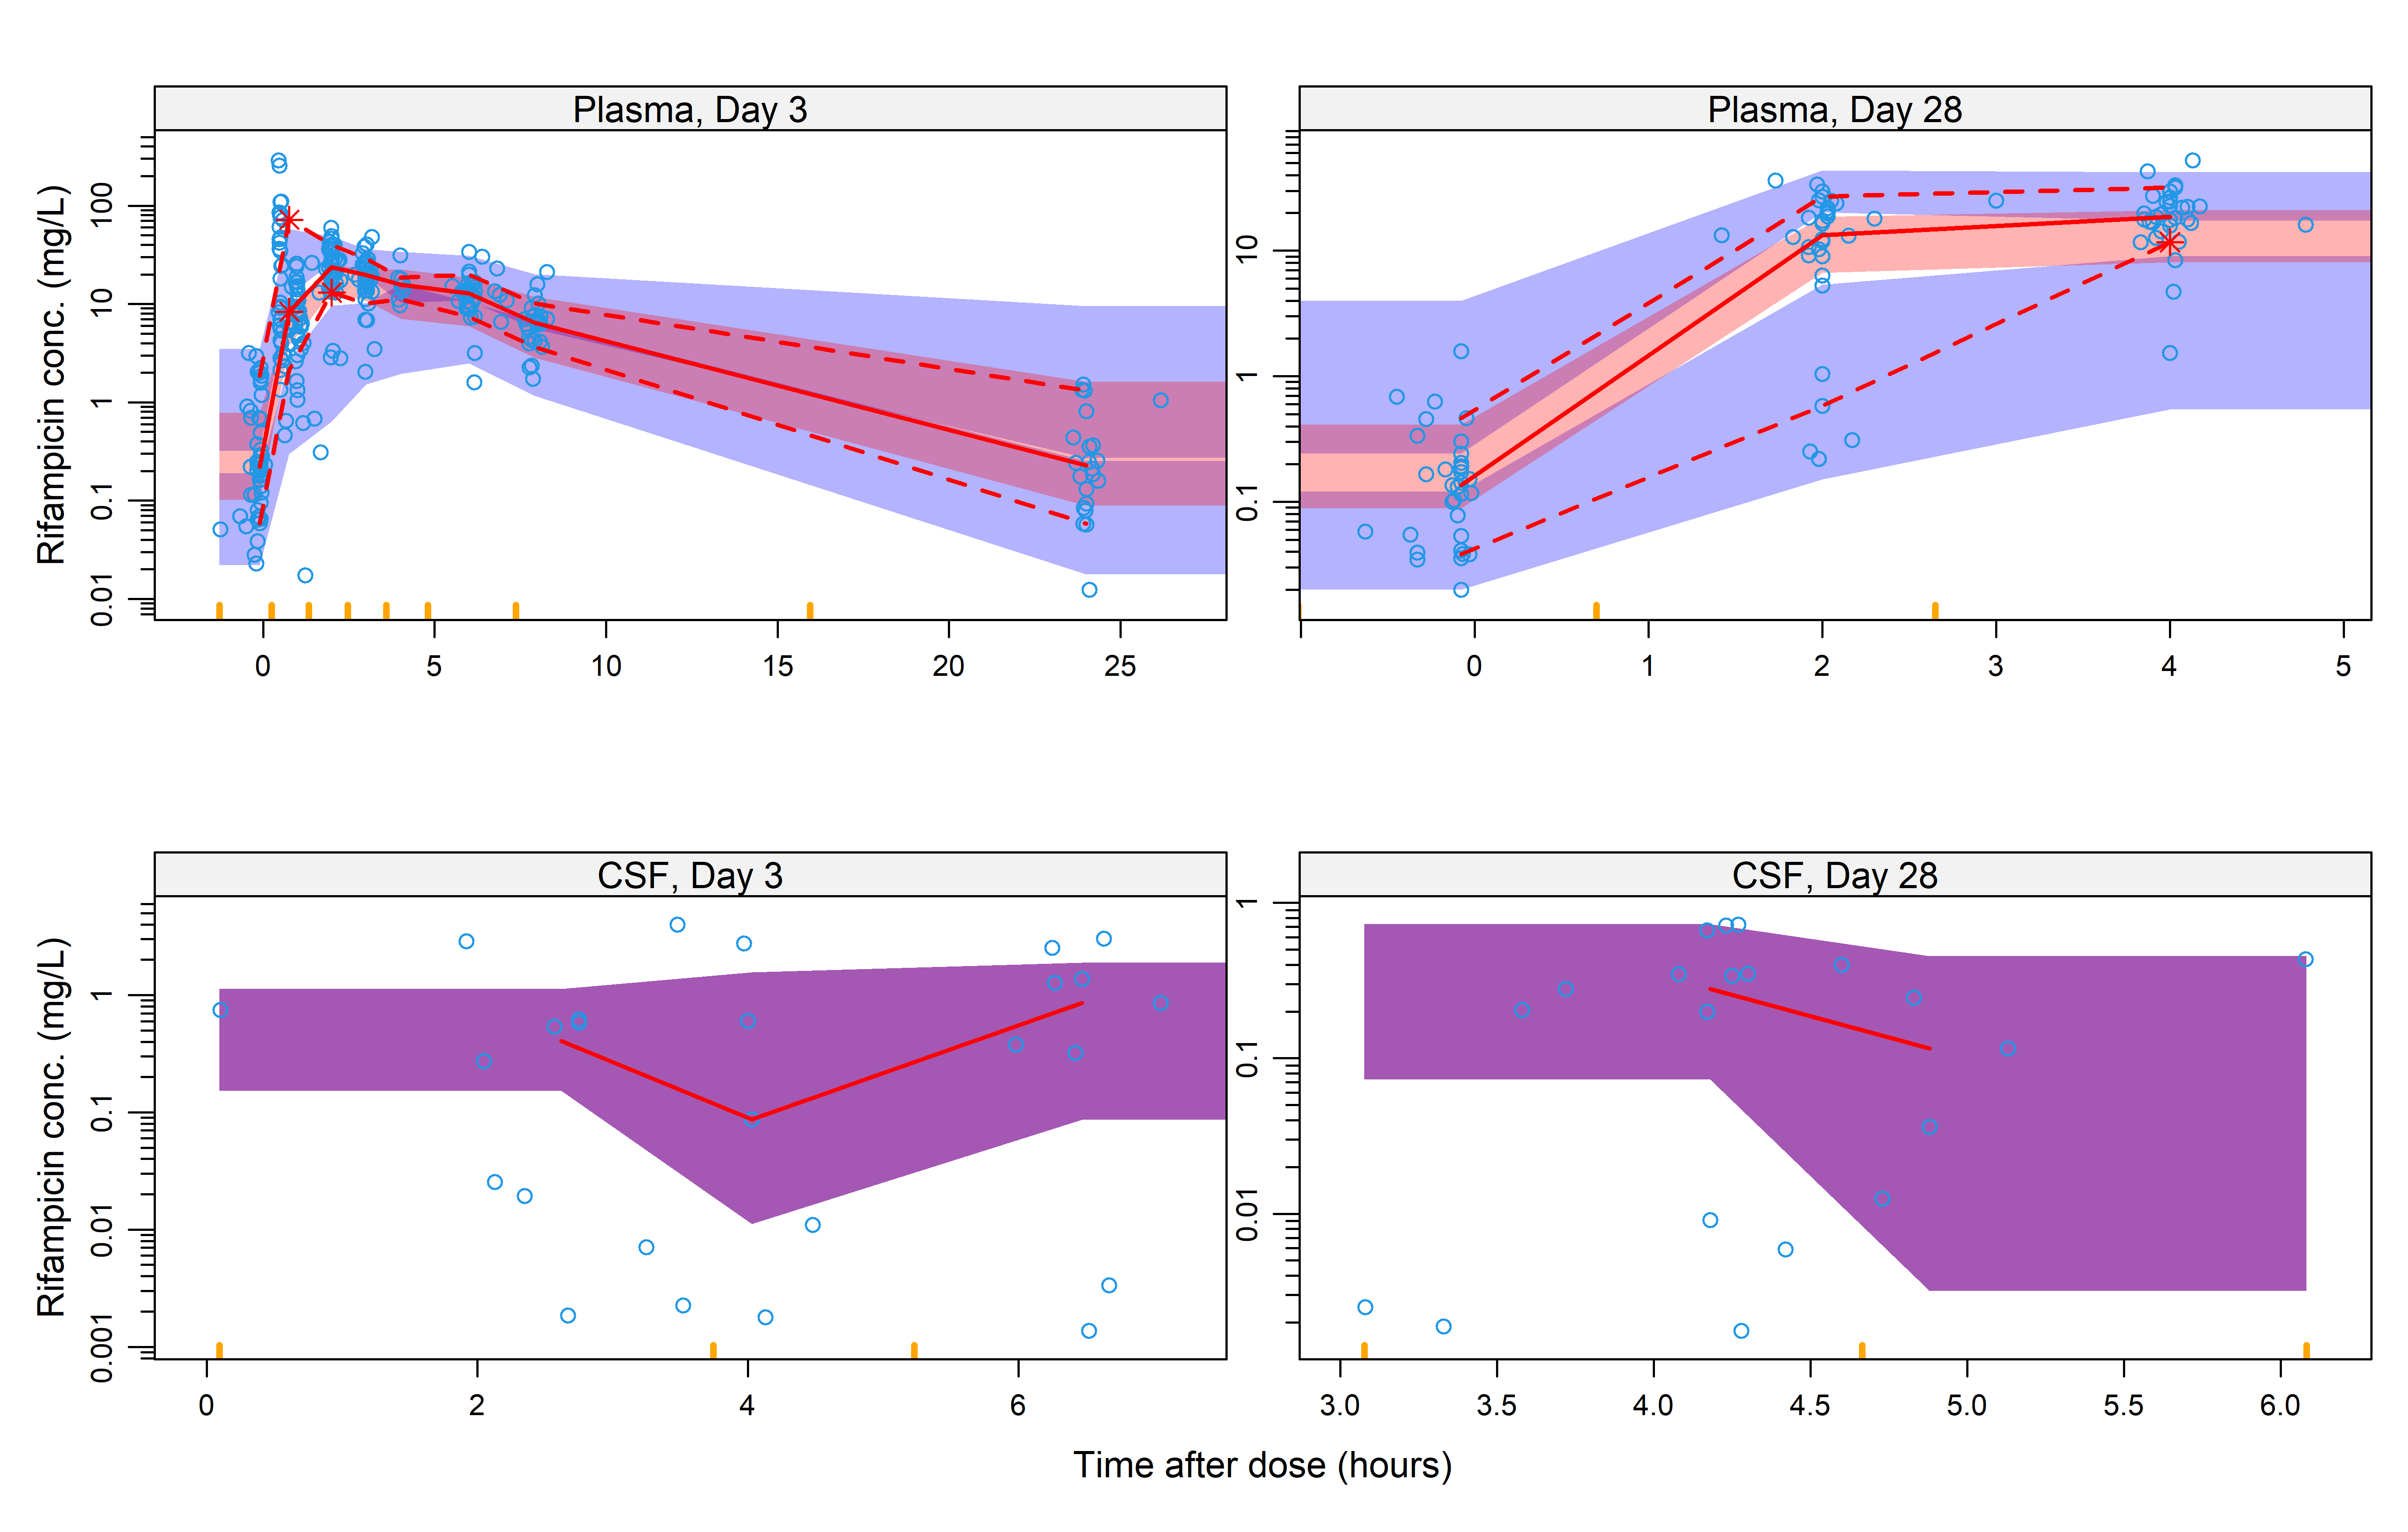 Plasma, Day 3
Rifampicin conc. (mg/L)
100
10
1
0.1
0.01
0 5 10 15 20 25
Plasma, Day 28
10
1
0.1
0 1 2 3 4 5
CSF, Day 3
Rifampicin conc. (mg/L)
1
0.1
0.01
0.001
0 2 4 6
CSF, Day 28
1
0.1
0.01
3.0 3.5 4.0 4.5 5.0 5.5 6.0
Time after dose (hours)